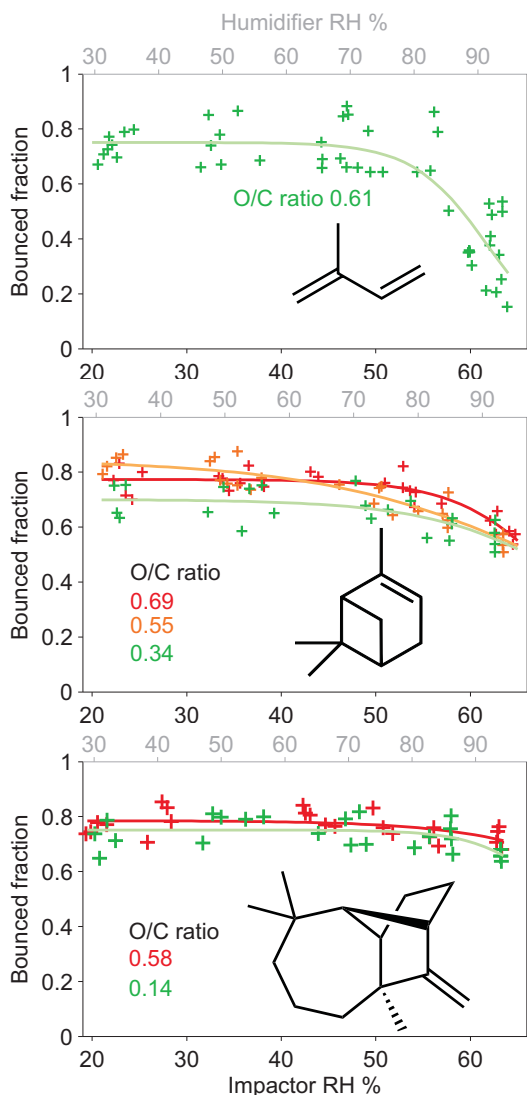 Humidifier RH %
30 40 50 60 70 80 90
1
0.8
0.6
0.4
0.2
0
Bounced fraction
O/C ratio 0.61
20 30 40 50 60
30 40 50 60 70 80 90
1
0.8
0.6
0.4
0.2
0
Bounced fraction
O/C ratio
0.69
0.55
0.34
20 30 40 50 60
30 40 50 60 70 80 90
1
0.8
0.6
0.4
0.2
0
Bounced fraction
O/C ratio
0.58
0.14
20 30 40 50 60
Impactor RH %